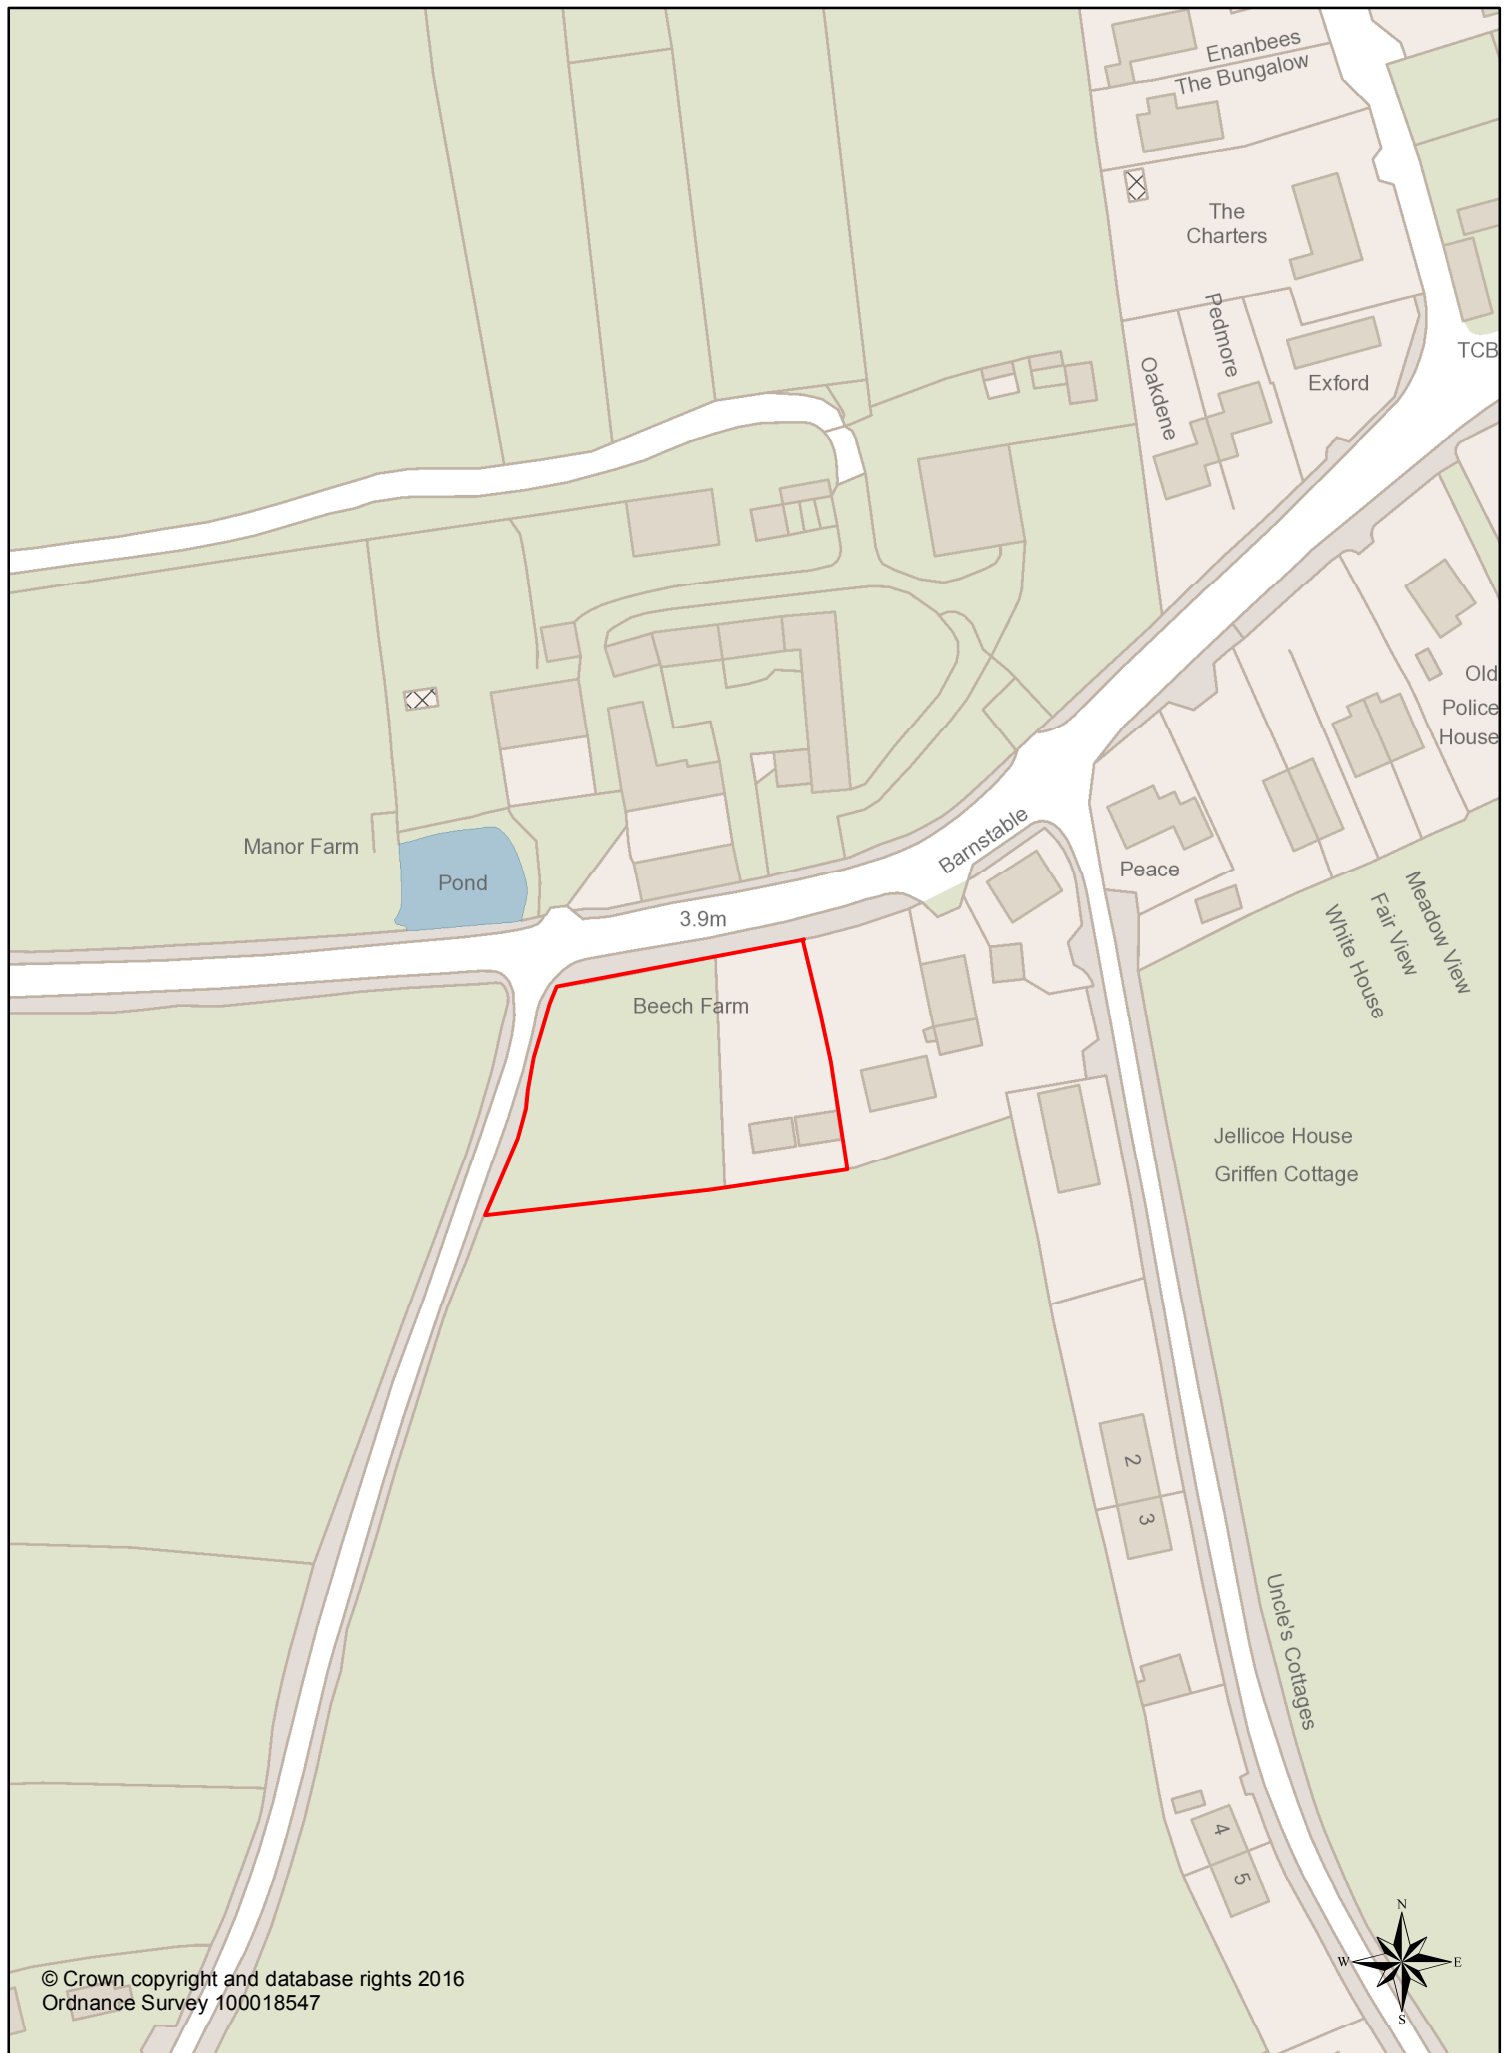 Enanbees
The Bungalow
The
Charters
Pedmore
TCB
Oakdene
Exford
Old
Police
House
Manor Farm
Pond
Barnstable
Peace
3.9m
Meadow View
Fair View
White House
Beech Farm
Jellicoe House
Griffen Cottage
2
3
Uncle's Cottages
4
5
N
W
E
S
© Crown copyright and database rights 2016
Ordnance Survey 100018547